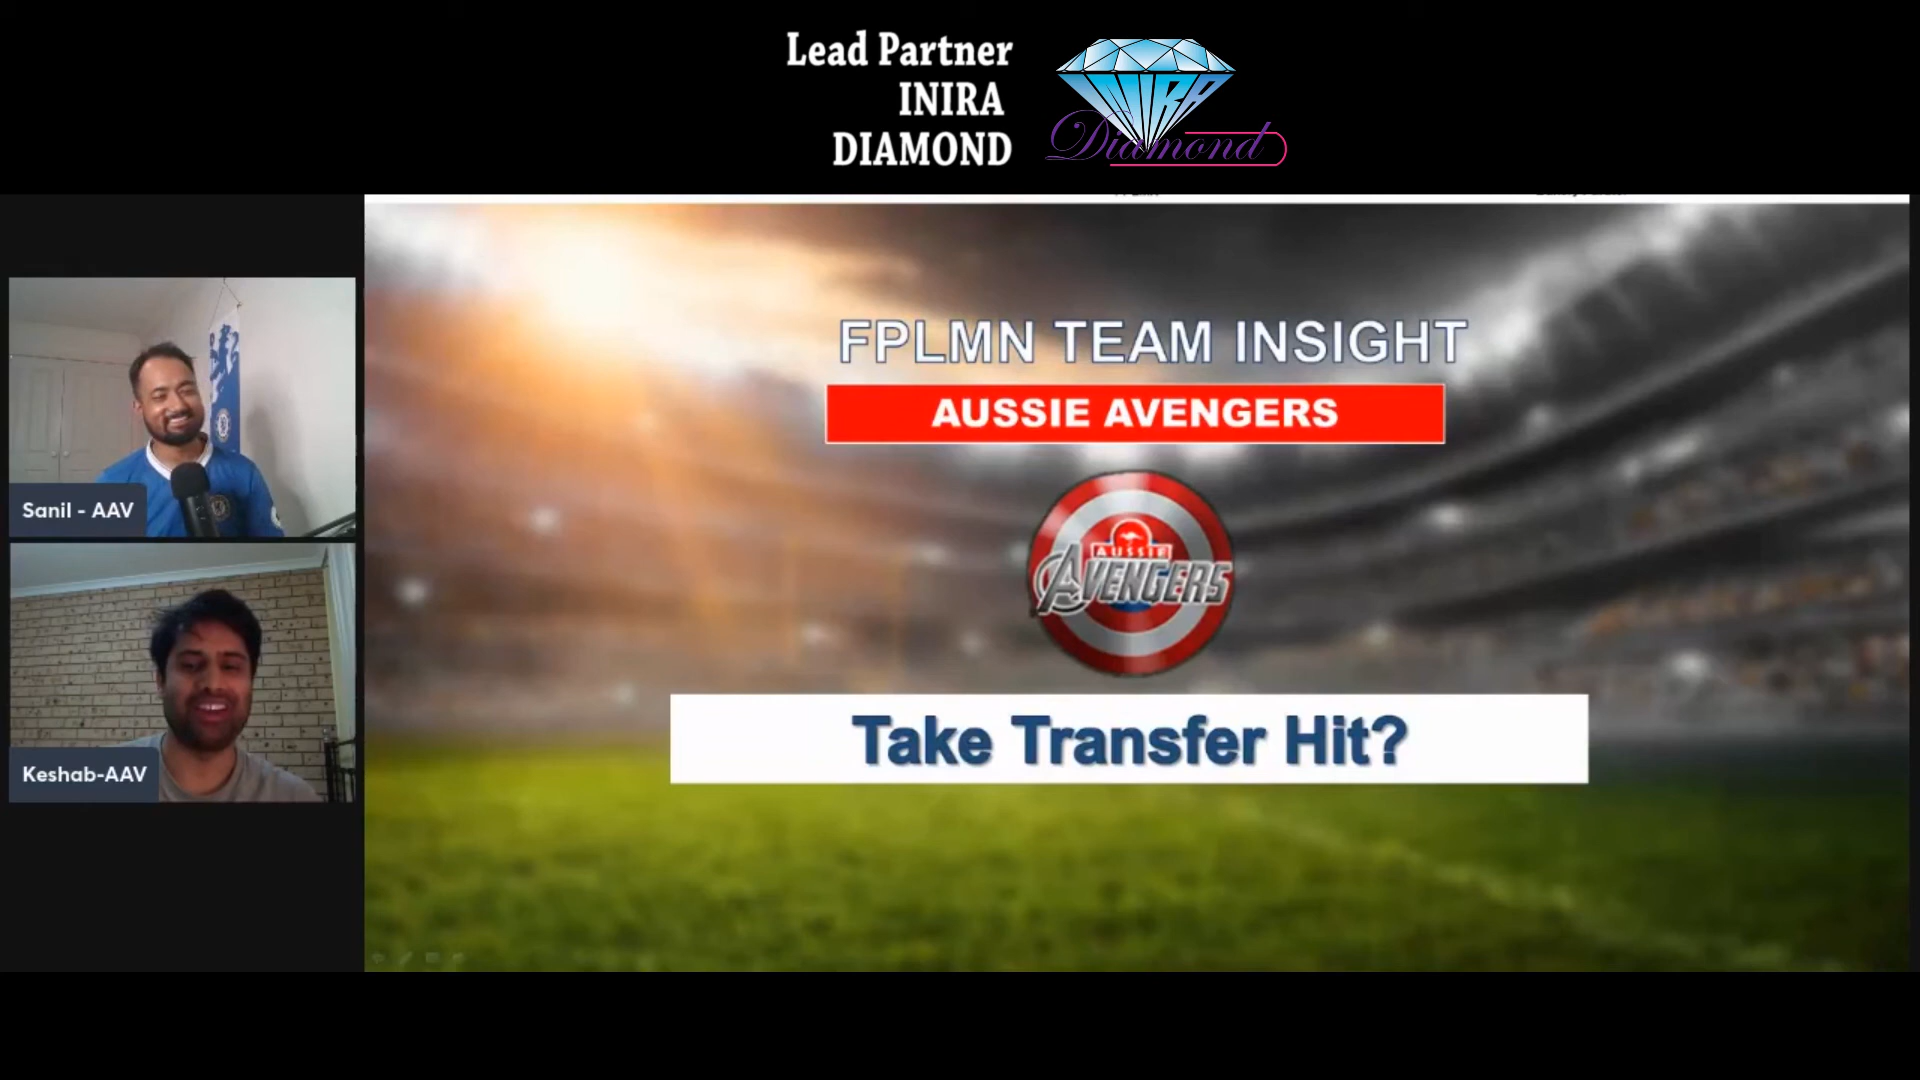 Lead Partner
INIRA
DIAMOND
NIRA
Diamond
FPLMN TEAM INSIGHT
AUSSIE AVENGERS
AUSSIE
AVENGERS
Take Transfer Hit?
Sanil - AAV
Keshab-AAV